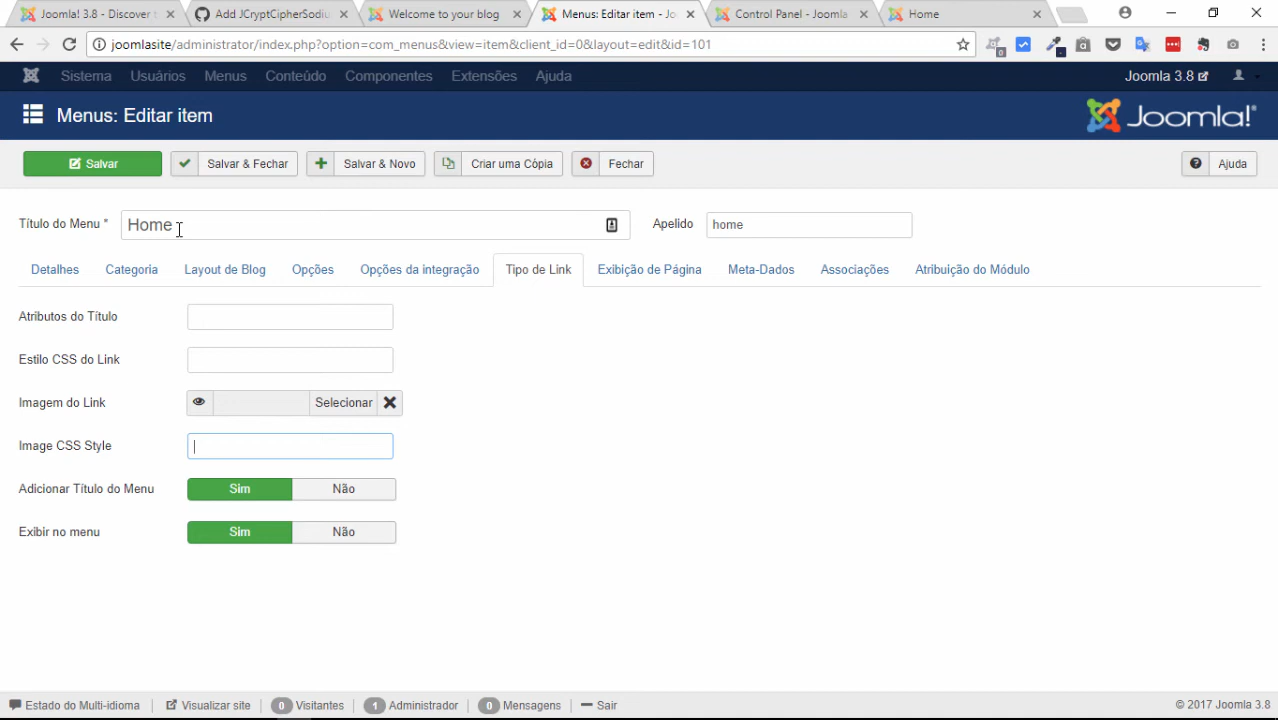 Joomla! 3.8 - Discover t
Add JCryptCipherSodiu
Welcome to your blog
Menus: Editar item - Jo
Control Panel - Joomla
Home
joomlasite/administrator/index.php?option=com_menus&view=item&client_id=0&layout=edit&id=101
Sistema Usuários Menus Conteúdo Componentes Extensões Ajuda Joomla 3.8
Menus: Editar item Joomla!®
Salvar Salvar & Fechar Salvar & Novo Criar uma Cópia Fechar Ajuda
Título do Menu * Home Apelido home
Detalhes Categoria Layout de Blog Opções Opções da integração Tipo de Link Exibição de Página Meta-Dados Associações Atribuição do Módulo
Atributos do Título
Estilo CSS do Link
Imagem do Link Selecionar
Image CSS Style
Adicionar Título do Menu Sim Não
Exibir no menu Sim Não
Estado do Multi-idioma Visualizar site 0 Visitantes 1 Administrador 0 Mensagens Sair © 2017 Joomla 3.8